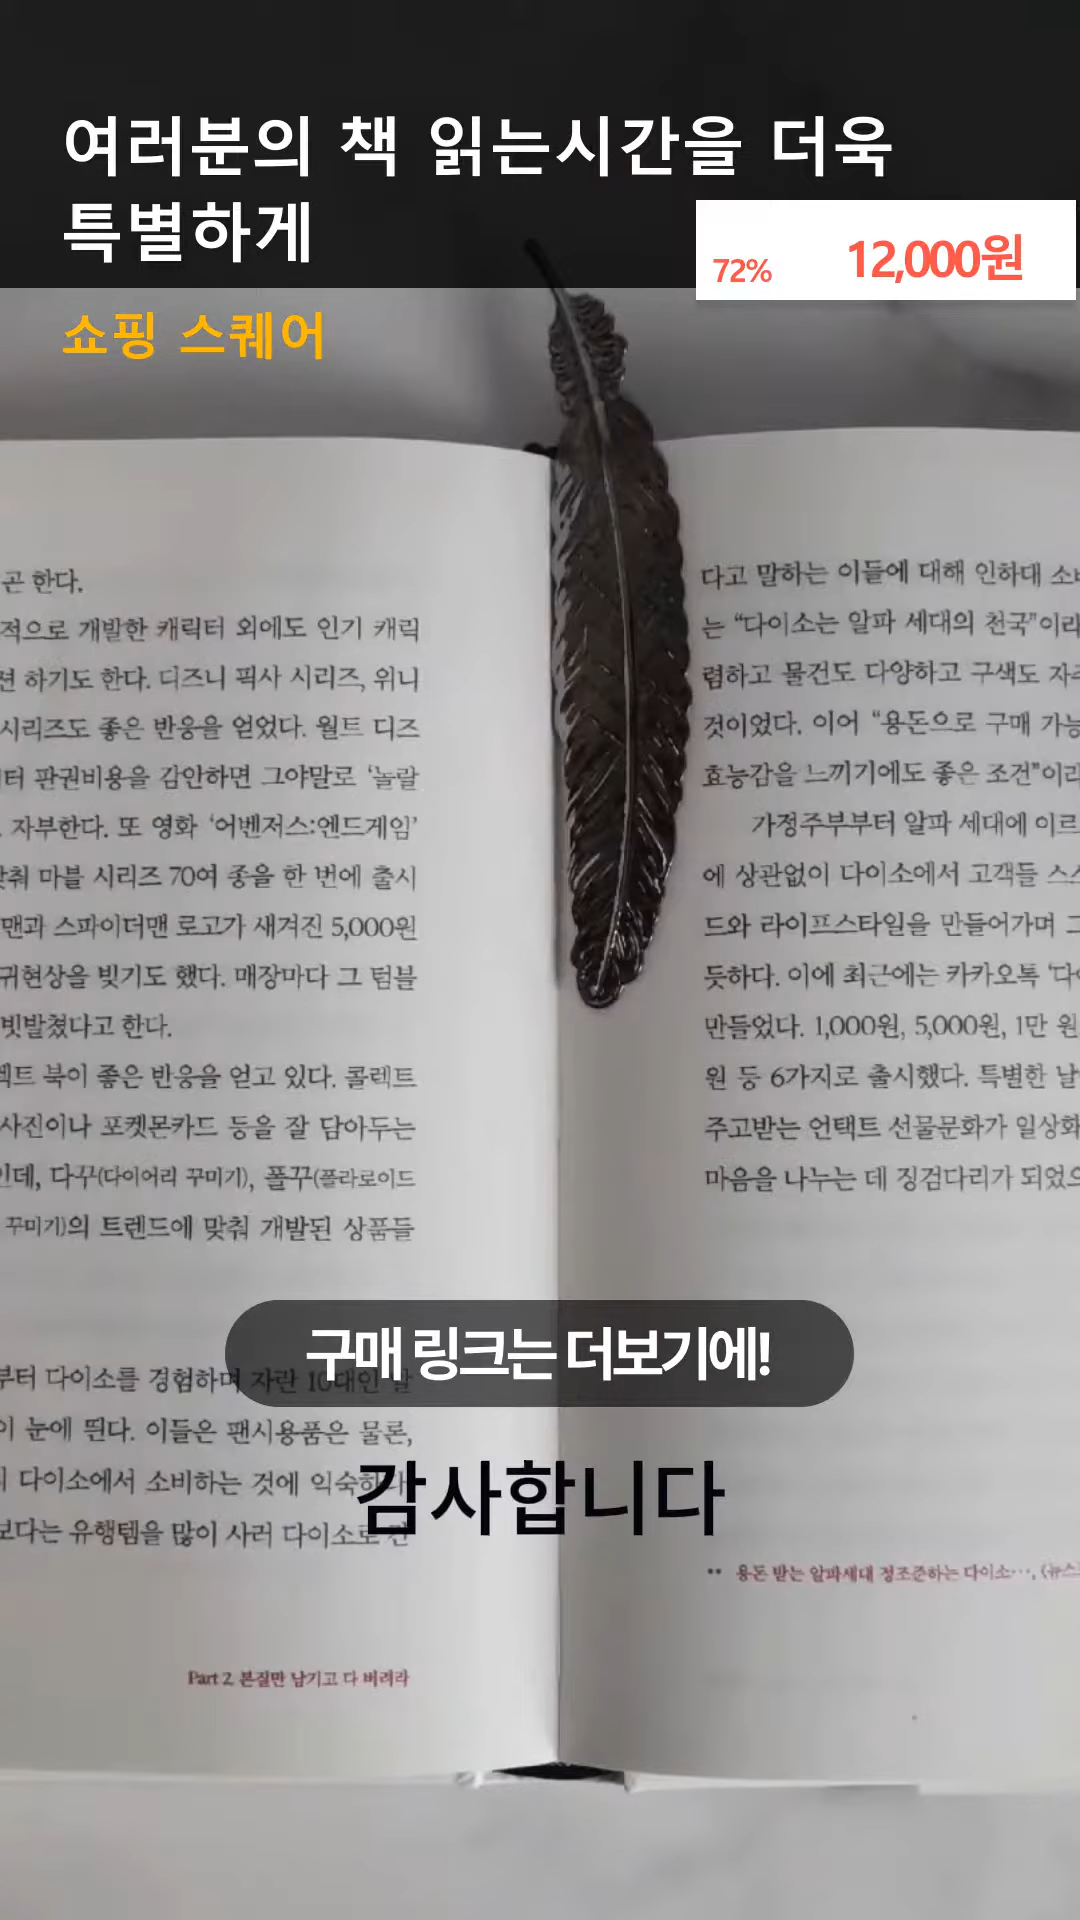 여러분의 책 읽는시간을 더욱
특별하게
72% 12,000원
쇼핑 스퀘어
곤 한다.
적으로 개발한 캐릭터 외에도 인기 캐릭
하기도 한다. 디즈니 픽사 시리즈, 위니
시리즈도 좋은 반응을 얻었다. 월트 디즈
터 판권비용을 감안하면 그야말로 ‘놀랄
자부한다. 또 영화 ‘어벤저스:엔드게임’
마블 시리즈 70여 종을 한 번에 출시
맨과 스파이더맨 로고가 새겨진 5,000원
귀현상을 빚기도 했다. 매장마다 그 텀블
빗발쳤다고 한다.
북이 좋은 반응을 얻고 있다. 콜렉트
사진이나 포켓몬카드 등을 잘 담아두는
인데, 다꾸(다이어리 꾸미기), 폴꾸(폴라로이드
꾸미기)의 트렌드에 맞춰 개발된 상품들
부터 다이소를 경험하며 자란 10대인 알
이 눈에 띈다. 이들은 팬시용품은 물론,
다이소에서 소비하는 것에 익숙하다.
보다는 유행템을 많이 사러 다이소로 간
Part 2. 본질만 남기고 다 버려라
다고 말하는 이들에 대해 인하대 소비
는 “다이소는 알파 세대의 천국”이라
렴하고 물건도 다양하고 구색도 자주
것이었다. 이어 “용돈으로 구매 가능
효능감을 느끼기에도 좋은 조건”이라
가정주부부터 알파 세대에 이르
에 상관없이 다이소에서 고객들 스스
드와 라이프스타일을 만들어가며 그
듯하다. 이에 최근에는 카카오톡 ‘다이
만들었다. 1,000원, 5,000원, 1만 원
원 등 6가지로 출시했다. 특별한 날
주고받는 언택트 선물문화가 일상화
마음을 나누는 데 징검다리가 되었으
** 용돈 받는 알파세대 정조준하는 다이소…, (뉴스
구매 링크는 더보기에!
감사합니다